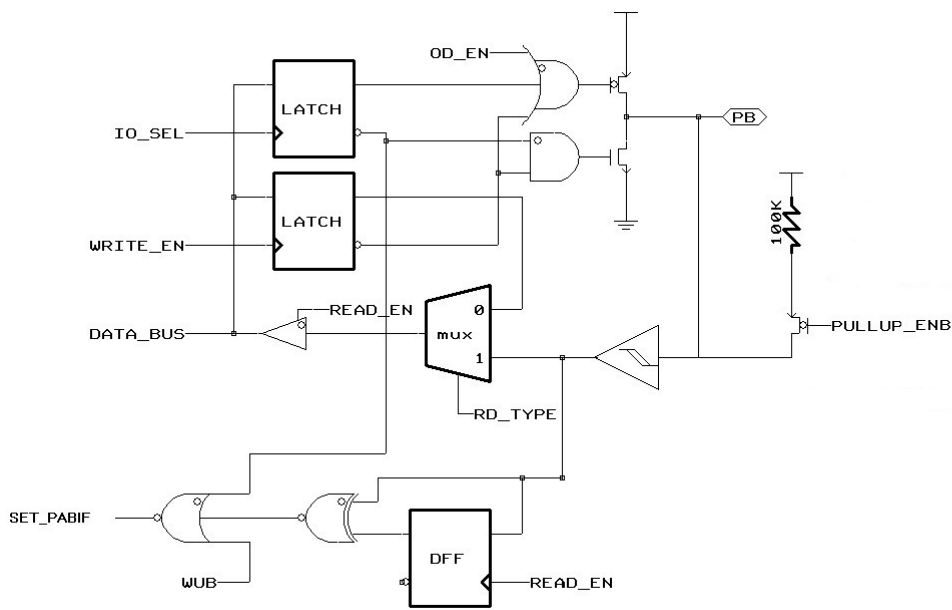 OD_EN
LATCH
PB
IO_SEL
LATCH
100K
WRITE_EN
READ_EN
0
DATA_BUS
mux
PULLUP_ENB
1
RD_TYPE
SET_PABIF
DFF
WUB
READ_EN